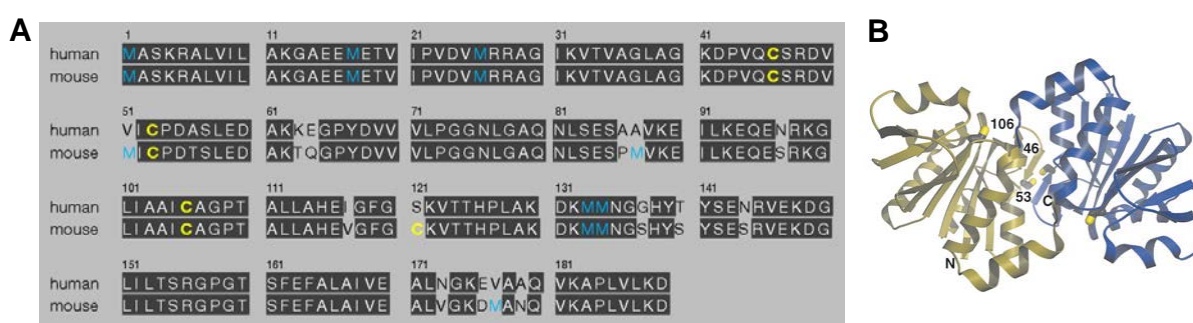 A
B
1 11 21 31 41
human MASKRALVIL AKGAEEMETV IPVDVMRRAG IKVTVAGLAG KDPVQCSRDV
mouse MASKRALVIL AKGAEEMETV IPVDVMRRAG IKVTVAGLAG KDPVQCSRDV
51 61 71 81 91
human VICPDASLED AKKEGPYDVV VLPGGNLGAQ NLSESAAVKE ILKEQENRKG
mouse MICPDTSLED AKTQGPYDVV VLPGGNLGAQ NLSESPMVKE ILKEQESRKG
101 111 121 131 141
human LIAAICAGPT ALLAHEIGFG SKVTTHPLAK DKMMNGGHYT YSENRVEKDG
mouse LIAAICAGPT ALLAHEVGFG CKVTTHPLAK DKMMNGSHYS YSESRVEKDG
151 161 171 181
human LILTSRGPGT SFEFALAIVE ALNGKEVAAQ VKAPLVLKD
mouse LILTSRGPGT SFEFALAIVE ALVGKDMANQ VKAPLVLKD
106
46
53 C
N